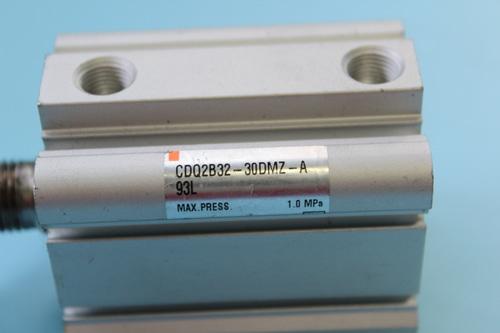 CDQ2B32-30DMZ-A
93L
MAX.PRESS. 1.0 MPa